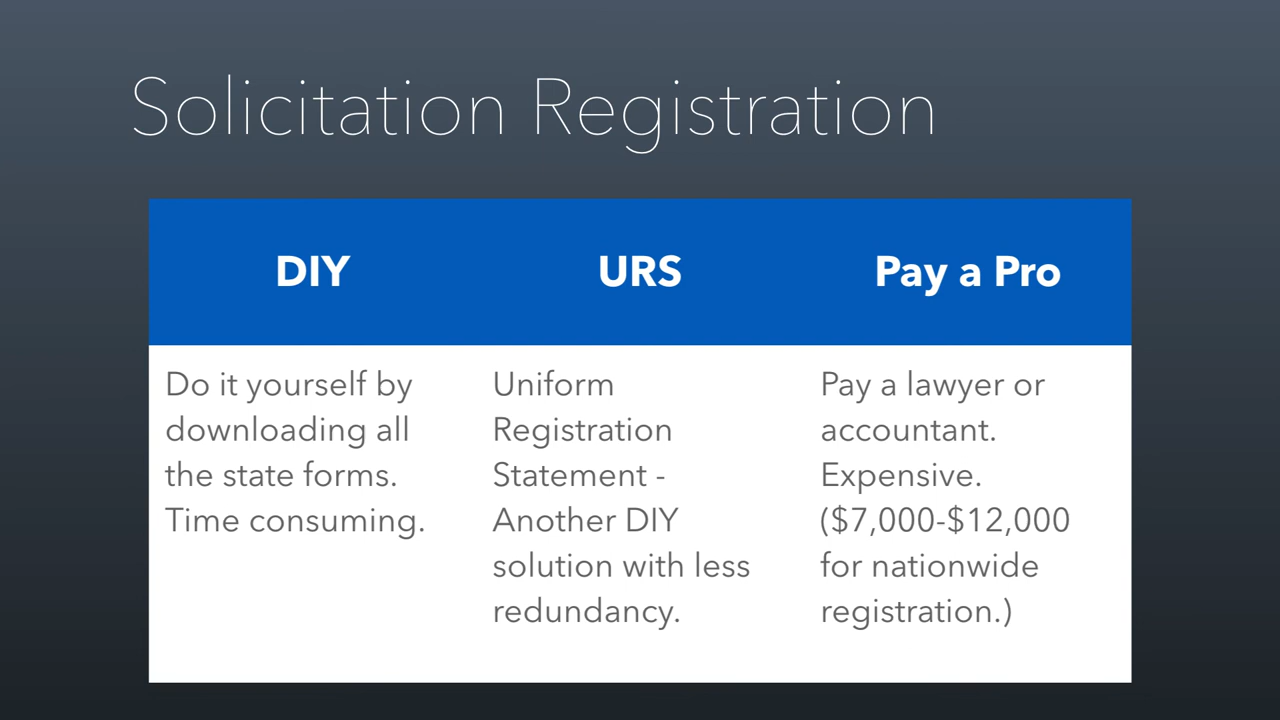 Solicitation Registration
DIY
URS
Pay a Pro
Do it yourself by
downloading all
the state forms.
Time consuming.
Uniform
Registration
Statement -
Another DIY
solution with less
redundancy.
Pay a lawyer or
accountant.
Expensive.
($7,000-$12,000
for nationwide
registration.)